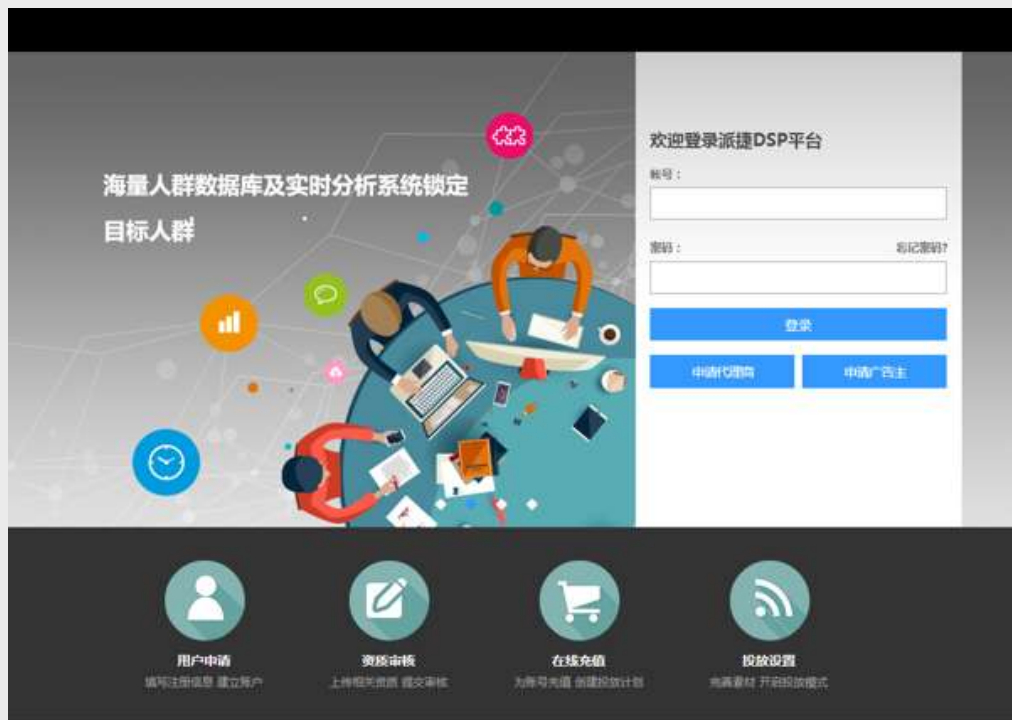 海量人群数据库及实时分析系统锁定
目标人群
欢迎登录派捷DSP平台
账号：
密码：
忘记密码?
登录
申请代理商
申请广告主
用户申请
填写注册信息 建立账户
资质审核
上传相关资质 提交审核
在线充值
为账号充值 创建投放计划
投放设置
完善素材 开启投放模式